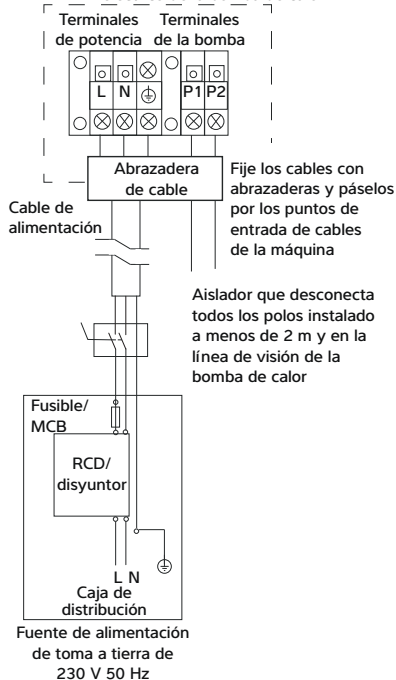 Terminales
de potencia
Terminales
de la bomba
L N P1 P2
Abrazadera
de cable
Fije los cables con
abrazaderas y páselos
por los puntos de
entrada de cables
de la máquina
Cable de
alimentación
Aislador que desconecta
todos los polos instalado
a menos de 2 m y en la
línea de visión de la
bomba de calor
Fusible/
MCB
RCD/
disyuntor
L N
Caja de
distribución
Fuente de alimentación
de toma a tierra de
230 V 50 Hz